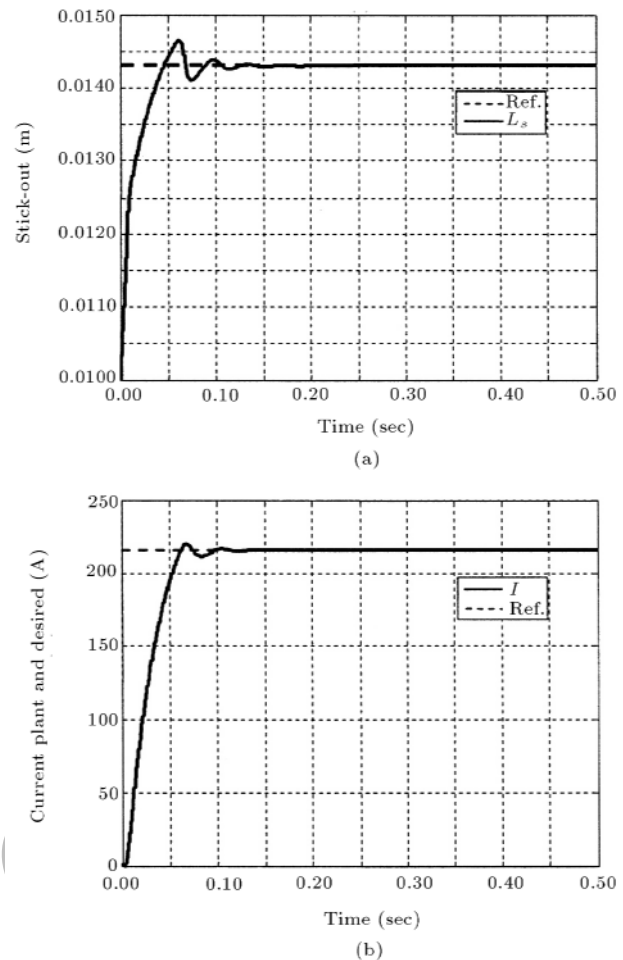 0.0150
0.0140
0.0130
0.0120
0.0110
0.0100
Stick-out (m)
Ref.
L_s
0.00 0.10 0.20 0.30 0.40 0.50
Time (sec)
(a)
250
200
150
100
50
0
Current plant and desired (A)
I
Ref.
0.00 0.10 0.20 0.30 0.40 0.50
Time (sec)
(b)